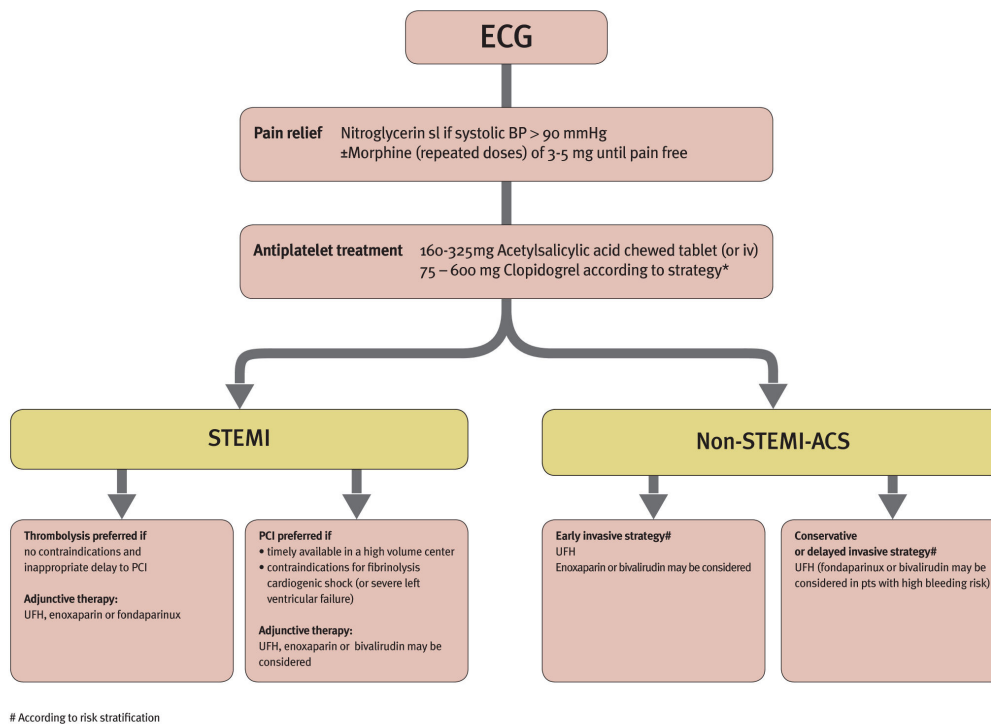 ECG
Pain relief Nitroglycerin sl if systolic BP > 90 mmHg
±Morphine (repeated doses) of 3-5 mg until pain free
Antiplatelet treatment 160-325mg Acetylsalicylic acid chewed tablet (or iv)
75 – 600 mg Clopidogrel according to strategy*
STEMI
Non-STEMI-ACS
Thrombolysis preferred if
no contraindications and
inappropriate delay to PCI
Adjunctive therapy:
UFH, enoxaparin or fondaparinux
PCI preferred if
• timely available in a high volume center
• contraindications for fibrinolysis
cardiogenic shock (or severe left
ventricular failure)
Adjunctive therapy:
UFH, enoxaparin or bivalirudin may be
considered
Early invasive strategy#
UFH
Enoxaparin or bivalirudin may be considered
Conservative
or delayed invasive strategy#
UFH (fondaparinux or bivalirudin may be
considered in pts with high bleeding risk)
# According to risk stratification